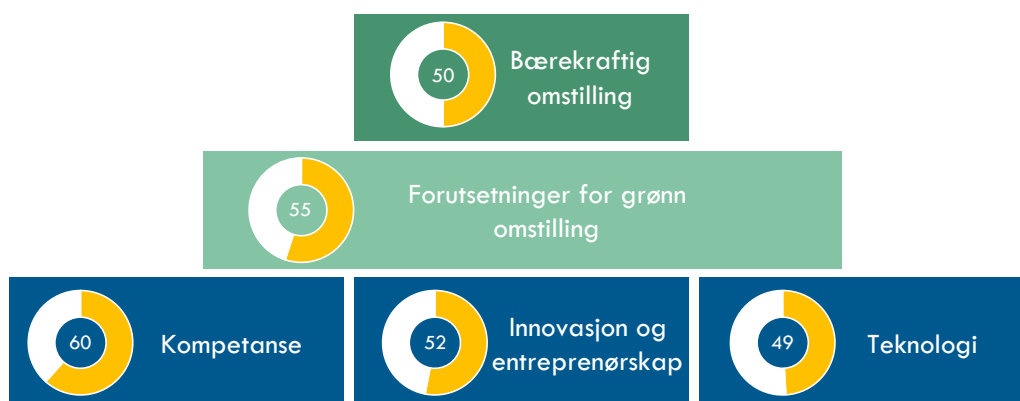 50
Bærekraftig
omstilling
55
Forutsetninger for grønn
omstilling
60
Kompetanse
52
Innovasjon og
entreprenørskap
49
Teknologi